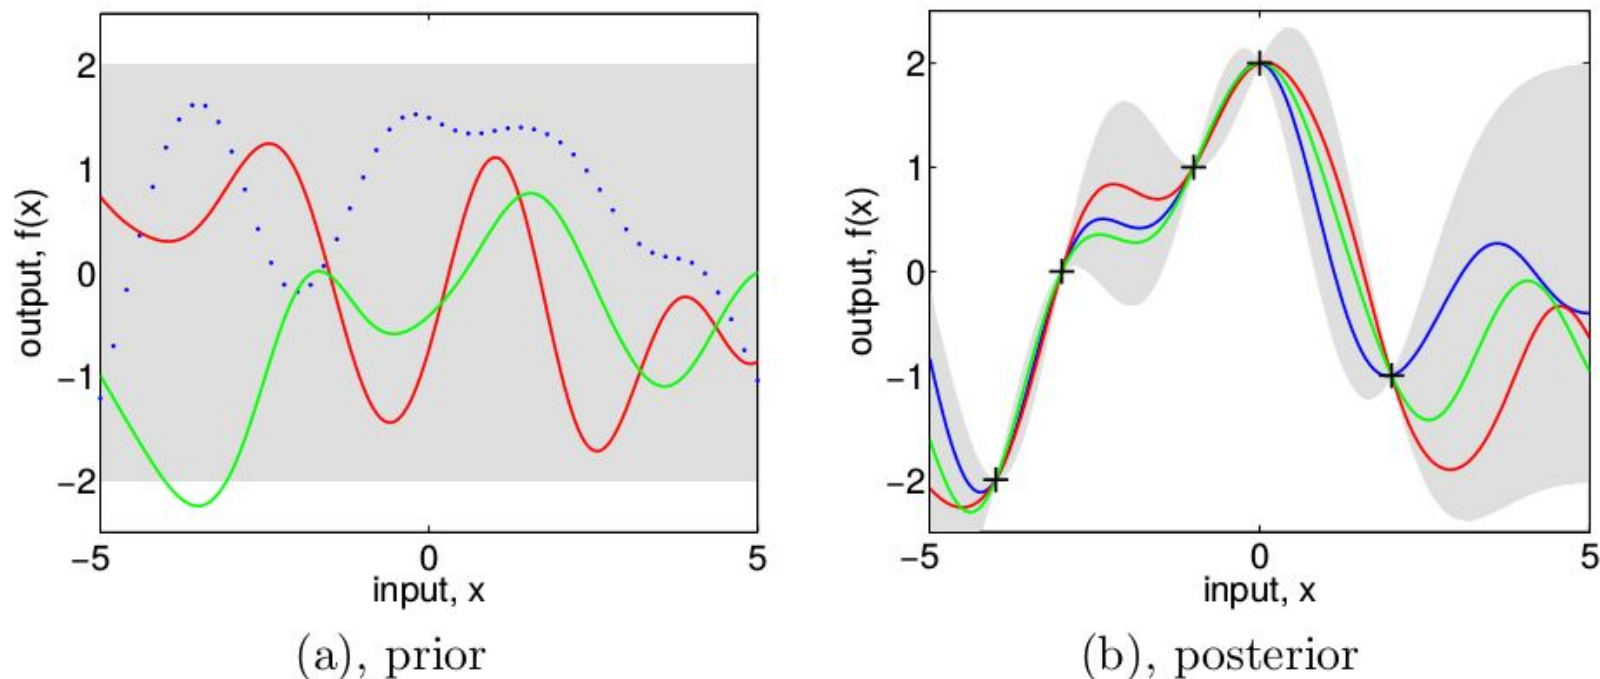 2
1
0
−1
−2
output, f(x)
−5
0
5
input, x
(a), prior
2
1
0
−1
−2
output, f(x)
−5
0
5
input, x
(b), posterior